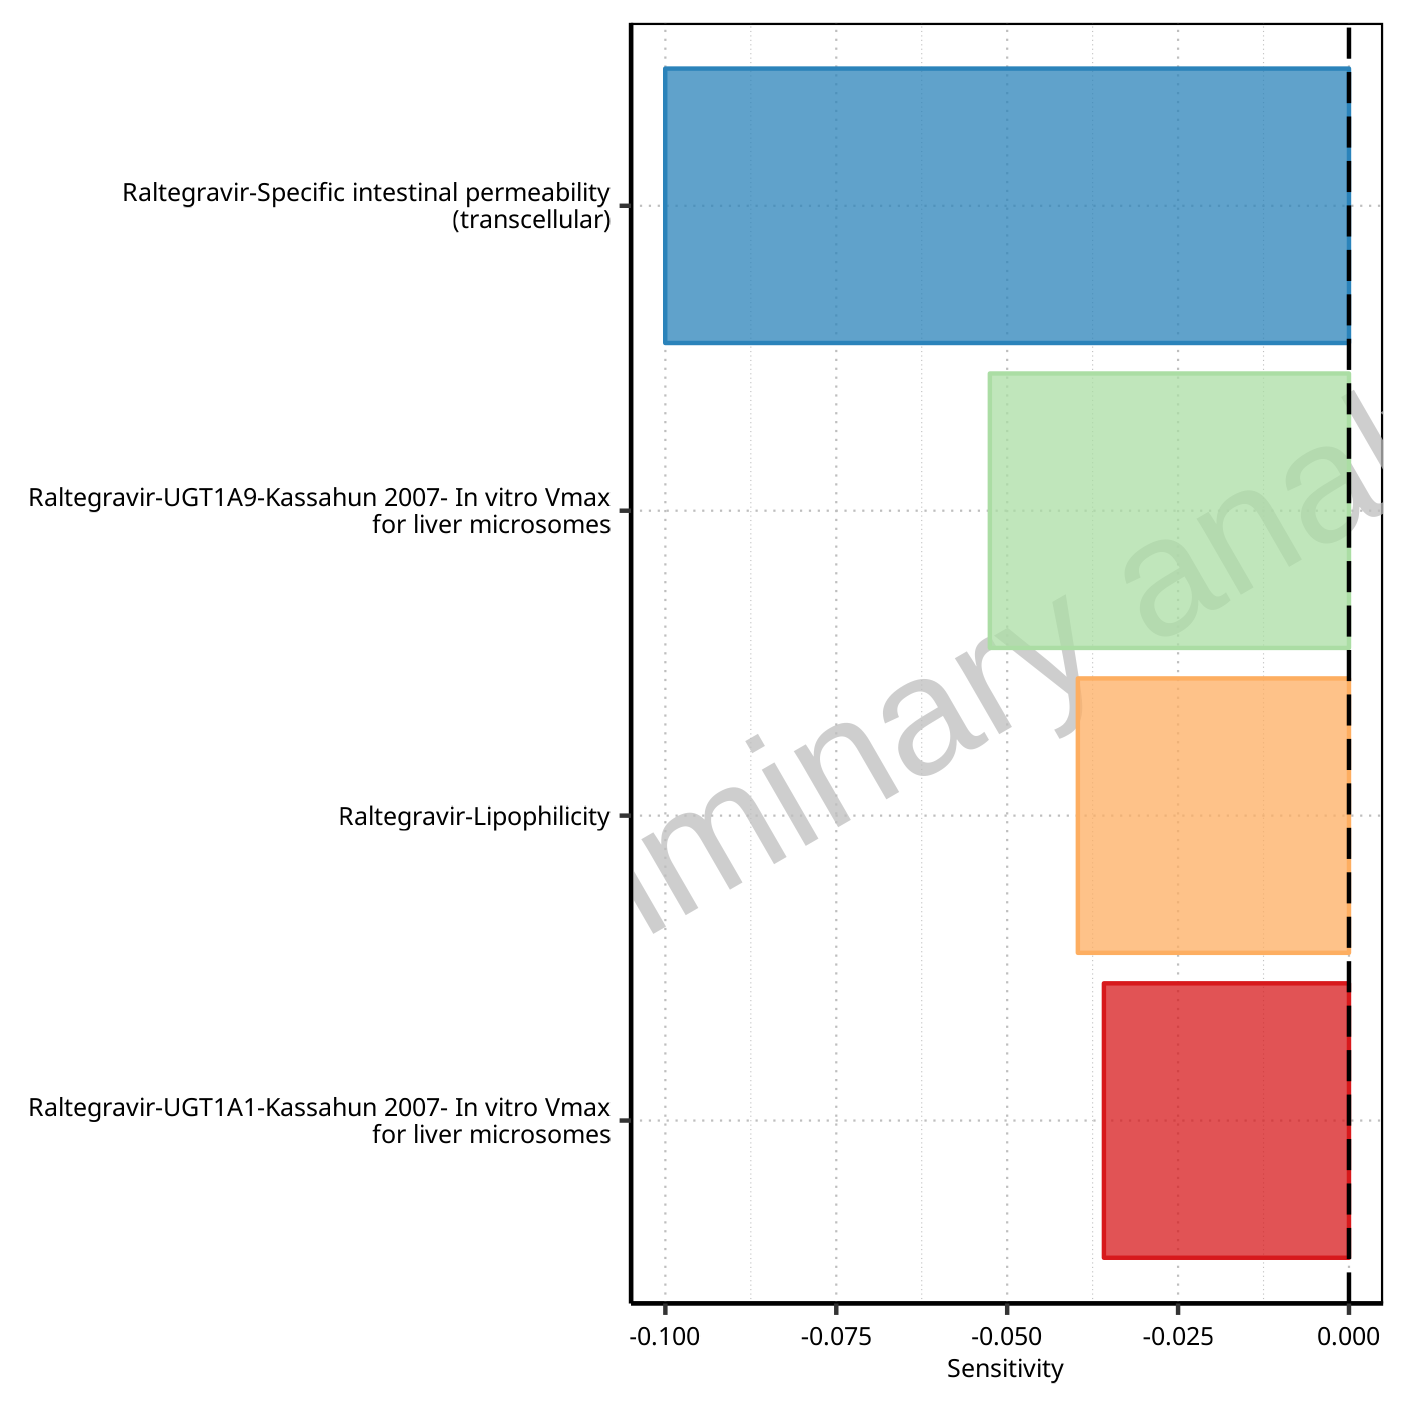 Raltegravir-Specific intestinal permeability
(transcellular)
Raltegravir-UGT1A9-Kassahun 2007- In vitro Vmax
for liver microsomes
Raltegravir-Lipophilicity
Raltegravir-UGT1A1-Kassahun 2007- In vitro Vmax
for liver microsomes
minary anal
-0.100 -0.075 -0.050 -0.025 0.000
Sensitivity